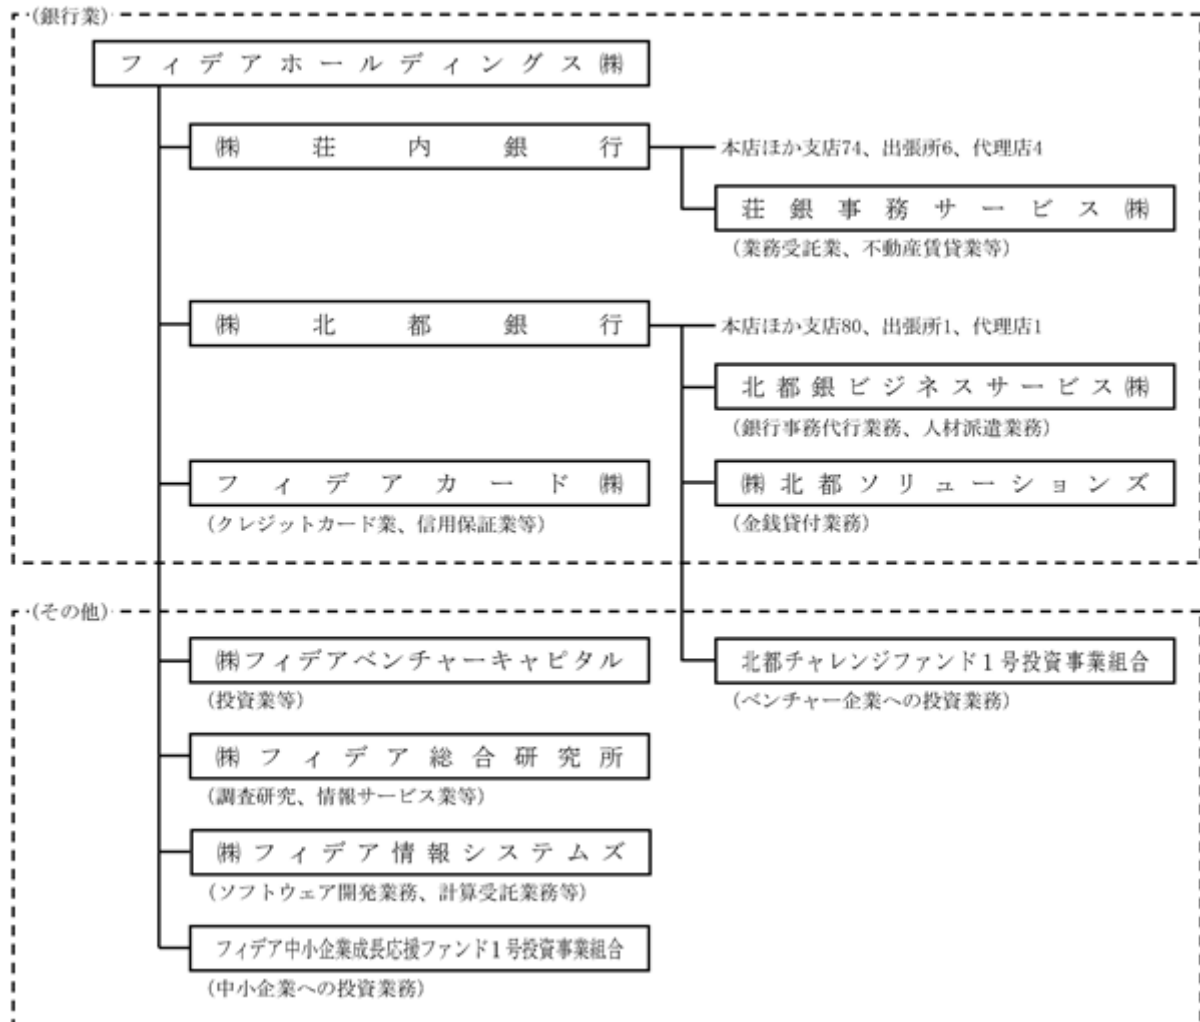 (銀行業)
フィデアホールディングス㈱
㈱荘内銀行
本店ほか支店74、出張所6、代理店4
荘銀事務サービス㈱
(業務受託業、不動産賃貸業等)
㈱北都銀行
本店ほか支店80、出張所1、代理店1
北都銀ビジネスサービス㈱
(銀行事務代行業務、人材派遣業務)
フィデアカード㈱
(クレジットカード業、信用保証業等)
㈱北都ソリューションズ
(金銭貸付業務)
(その他)
㈱フィデアベンチャーキャピタル
(投資業等)
北都チャレンジファンド1号投資事業組合
(ベンチャー企業への投資業務)
㈱フィデア総合研究所
(調査研究、情報サービス業等)
㈱フィデア情報システムズ
(ソフトウェア開発業務、計算受託業務等)
フィデア中小企業成長応援ファンド1号投資事業組合
(中小企業への投資業務)